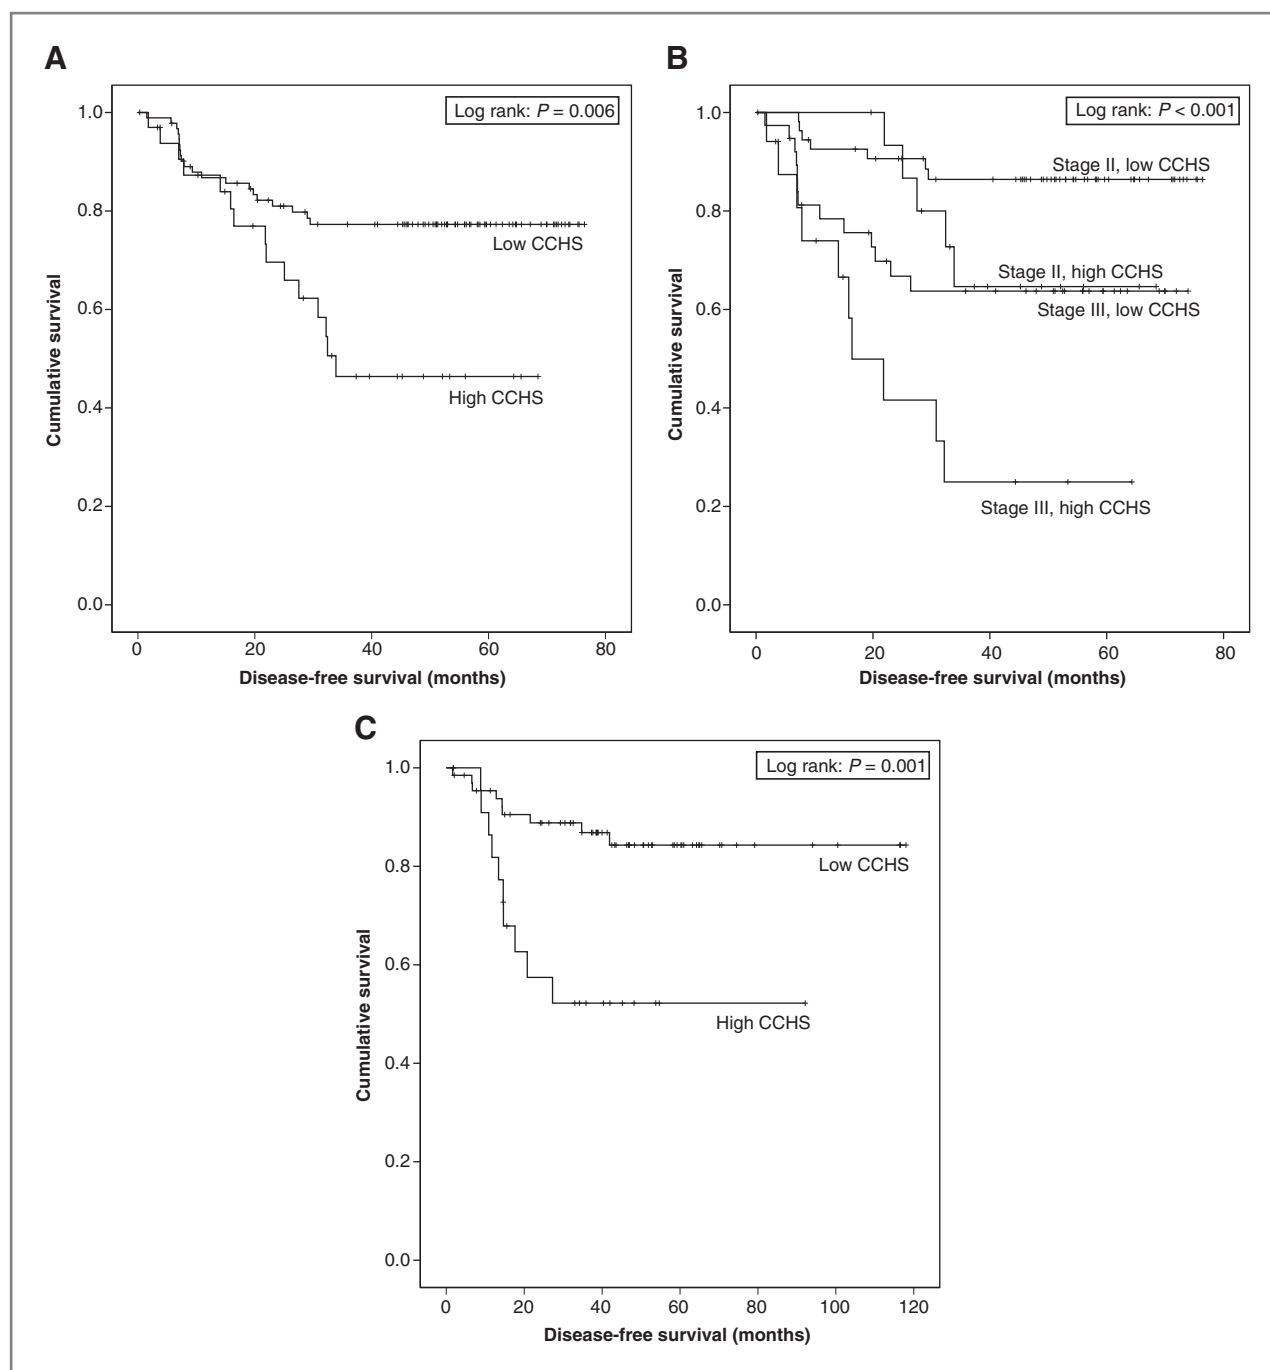 A
Log rank: P = 0.006
1.0
0.8
0.6
0.4
0.2
0.0
Cumulative survival
Low CCHS
High CCHS
0 20 40 60 80
Disease-free survival (months)
B
Log rank: P < 0.001
1.0
0.8
0.6
0.4
0.2
0.0
Cumulative survival
Stage II, low CCHS
Stage II, high CCHS
Stage III, low CCHS
Stage III, high CCHS
0 20 40 60 80
Disease-free survival (months)
C
Log rank: P = 0.001
1.0
0.8
0.6
0.4
0.2
0.0
Cumulative survival
Low CCHS
High CCHS
0 20 40 60 80 100 120
Disease-free survival (months)